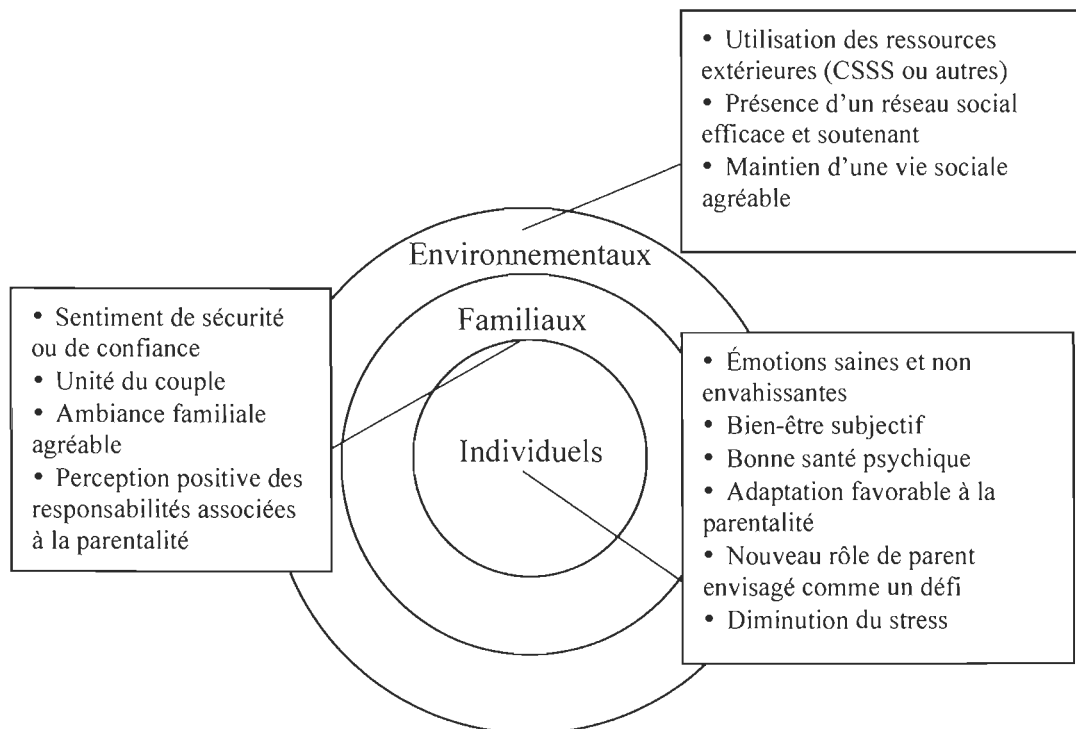 • Utilisation des ressources
extérieures (CSSS ou autres)
• Présence d'un réseau social
efficace et soutenant
• Maintien d'une vie sociale
agréable
Environnementaux
Familiaux
Individuels
• Sentiment de sécurité
ou de confiance
• Unité du couple
• Ambiance familiale
agréable
• Perception positive des
responsabilités associées
à la parentalité
• Émotions saines et non
envahissantes
• Bien-être subjectif
• Bonne santé psychique
• Adaptation favorable à la
parentalité
• Nouveau rôle de parent
envisagé comme un défi
• Diminution du stress